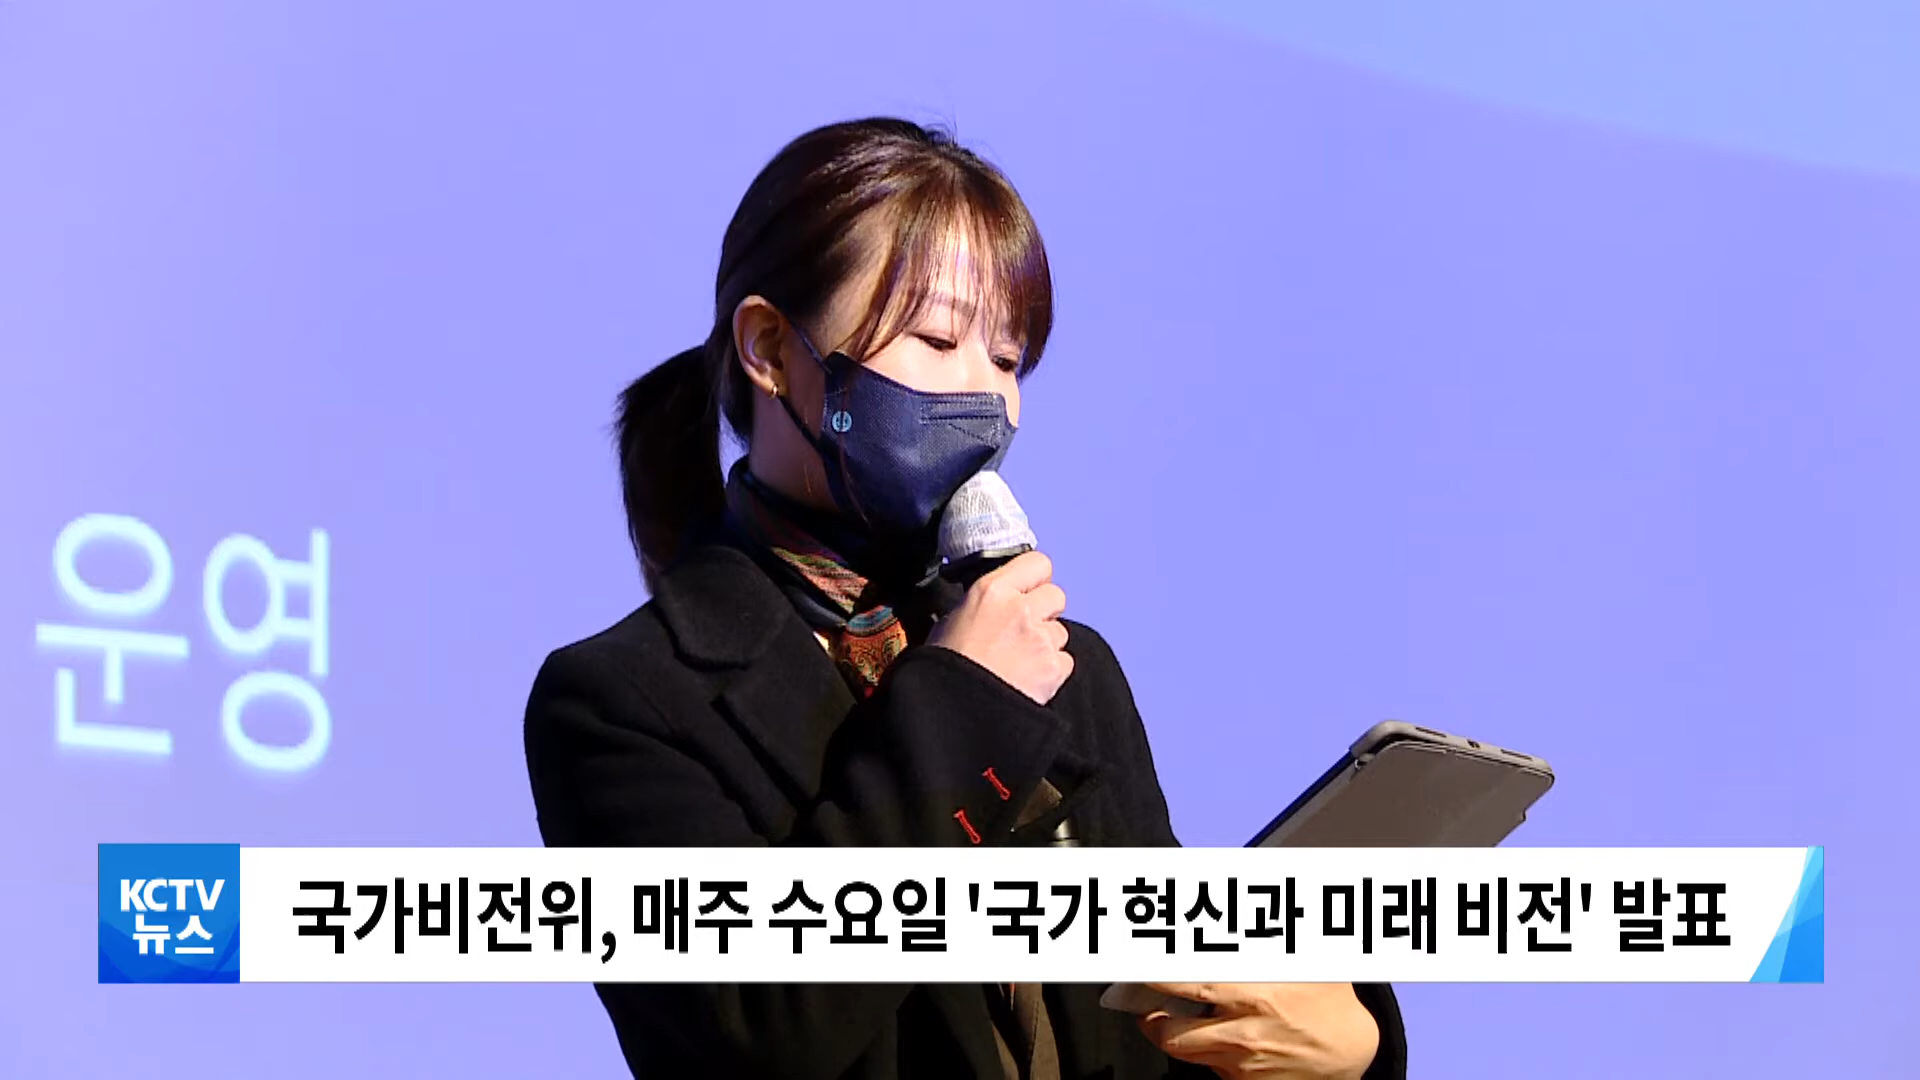 운영
KCTV
뉴스
국가비전위, 매주 수요일 '국가 혁신과 미래 비전' 발표